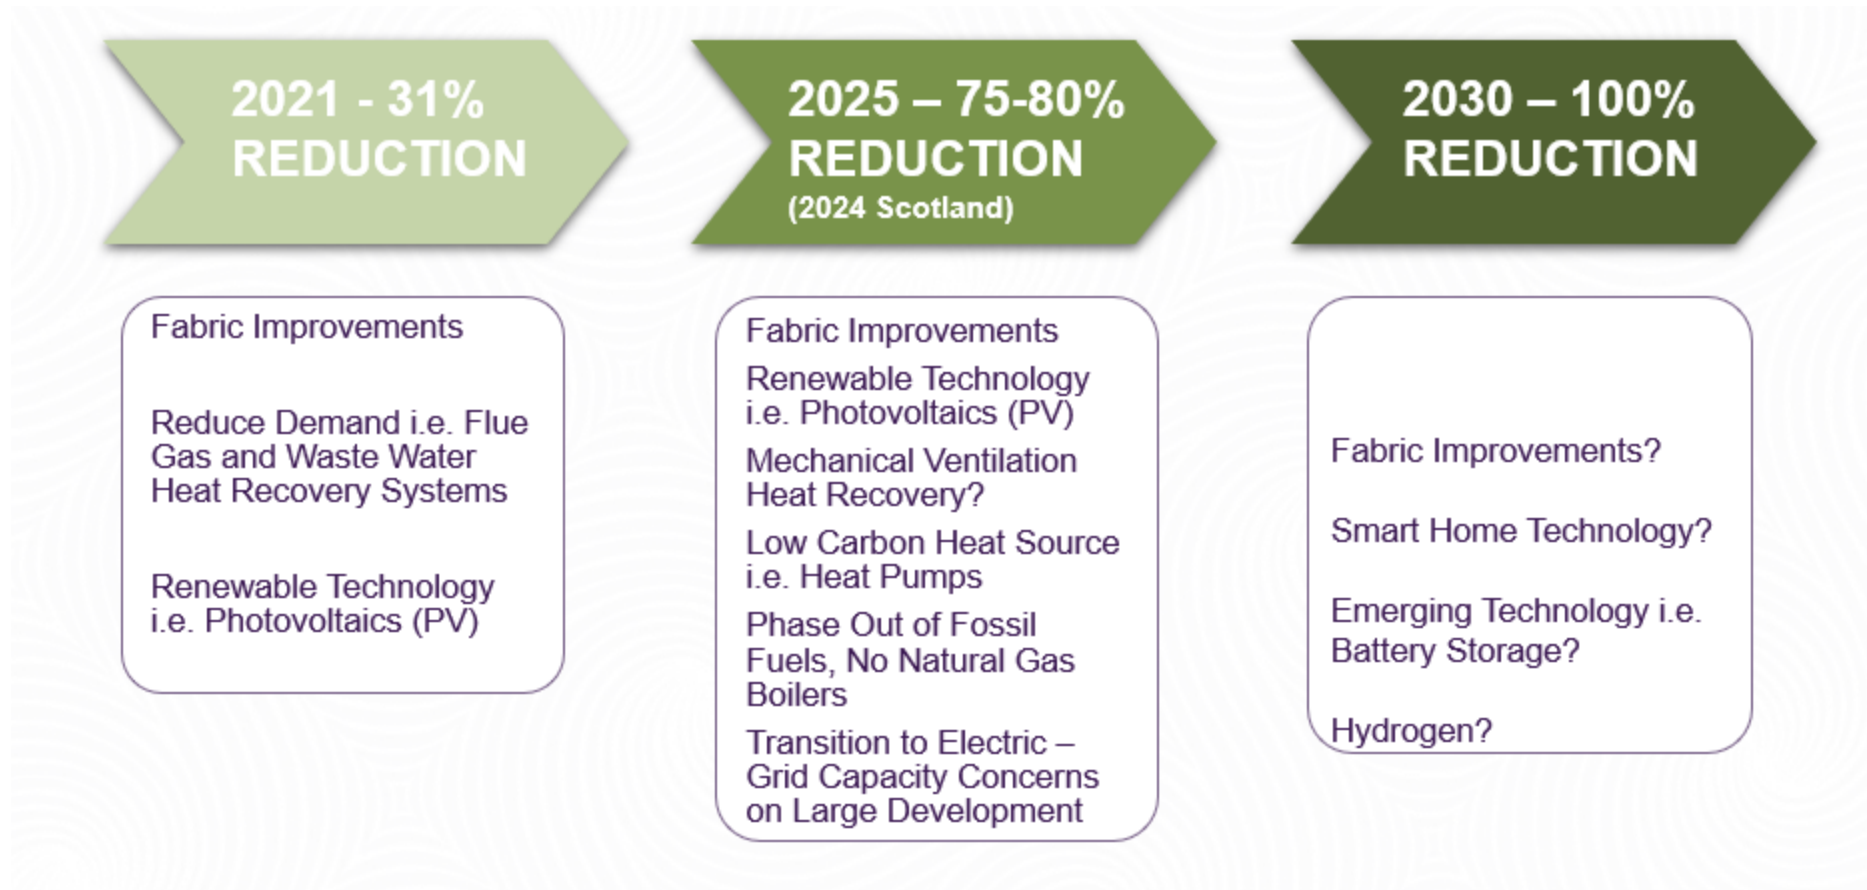 2021 - 31%
REDUCTION
2025 – 75-80%
REDUCTION
(2024 Scotland)
2030 – 100%
REDUCTION
Fabric Improvements
Reduce Demand i.e. Flue
Gas and Waste Water
Heat Recovery Systems
Renewable Technology
i.e. Photovoltaics (PV)
Fabric Improvements
Renewable Technology
i.e. Photovoltaics (PV)
Mechanical Ventilation
Heat Recovery?
Low Carbon Heat Source
i.e. Heat Pumps
Phase Out of Fossil
Fuels, No Natural Gas
Boilers
Transition to Electric –
Grid Capacity Concerns
on Large Development
Fabric Improvements?
Smart Home Technology?
Emerging Technology i.e.
Battery Storage?
Hydrogen?